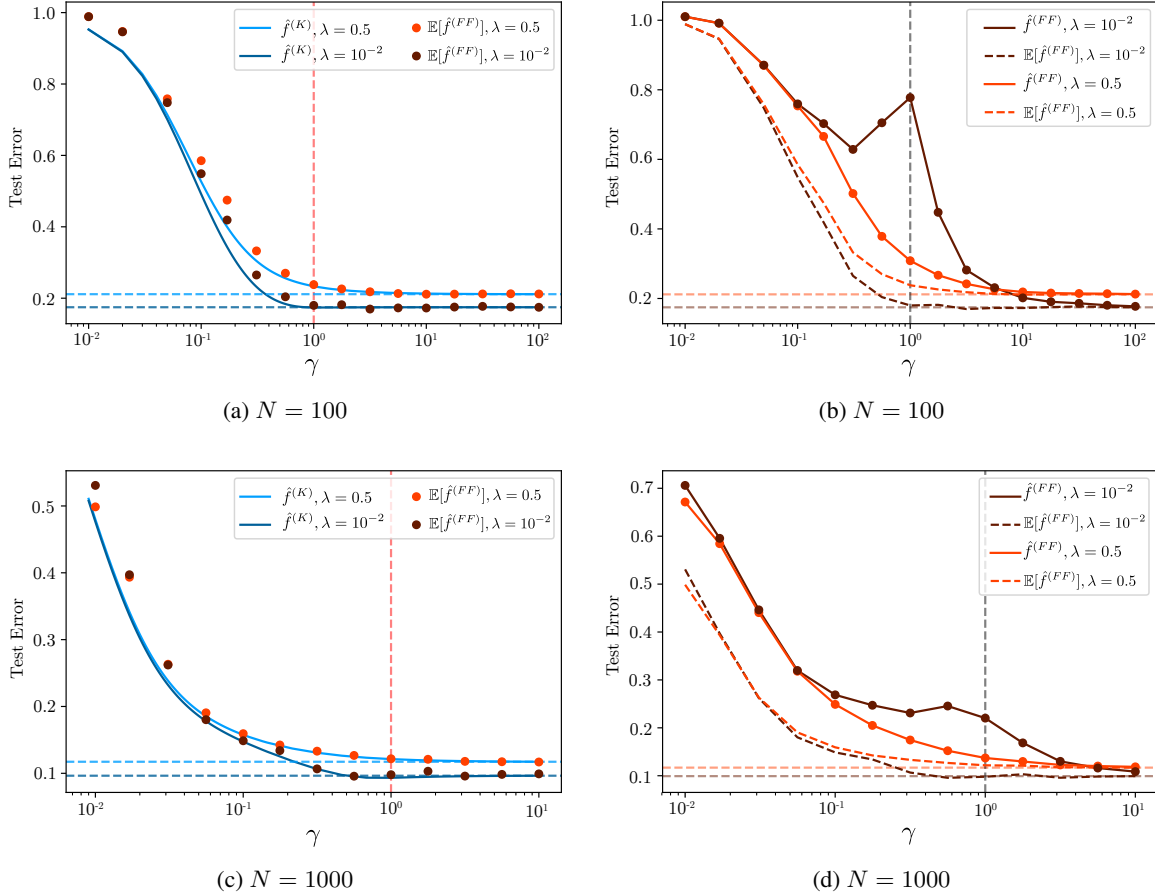 1.0
0.8
0.6
0.4
0.2
Test Error
f̂^(K), λ = 0.5
f̂^(K), λ = 10^−2
𝔼[f̂^(FF)], λ = 0.5
𝔼[f̂^(FF)], λ = 10^−2
10^−2 10^−1 10^0 10^1 10^2
γ
(a) N = 100
1.0
0.8
0.6
0.4
0.2
Test Error
f̂^(FF), λ = 10^−2
𝔼[f̂^(FF)], λ = 10^−2
f̂^(FF), λ = 0.5
𝔼[f̂^(FF)], λ = 0.5
10^−2 10^−1 10^0 10^1 10^2
γ
(b) N = 100
0.5
0.4
0.3
0.2
0.1
Test Error
f̂^(K), λ = 0.5
f̂^(K), λ = 10^−2
𝔼[f̂^(FF)], λ = 0.5
𝔼[f̂^(FF)], λ = 10^−2
10^−2 10^−1 10^0 10^1
γ
(c) N = 1000
0.7
0.6
0.5
0.4
0.3
0.2
0.1
Test Error
f̂^(FF), λ = 10^−2
𝔼[f̂^(FF)], λ = 10^−2
f̂^(FF), λ = 0.5
𝔼[f̂^(FF)], λ = 0.5
10^−2 10^−1 10^0 10^1
γ
(d) N = 1000